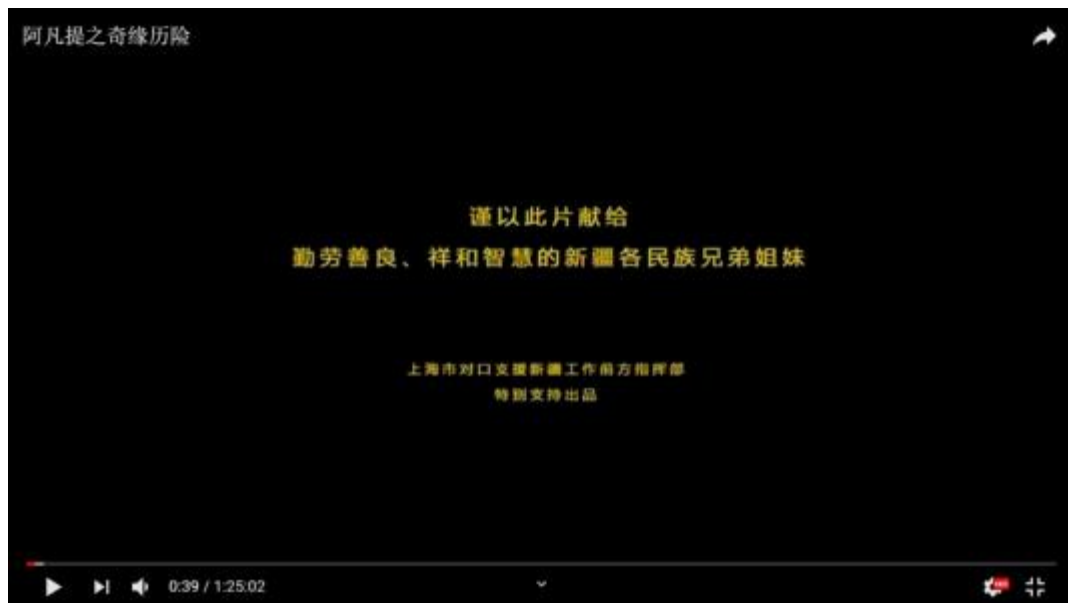 阿凡提之奇缘历险
谨以此片献给
勤劳善良、祥和智慧的新疆各民族兄弟姐妹
上海市对口支援新疆工作前方指挥部
特别支持出品
0:39 / 1:25:02